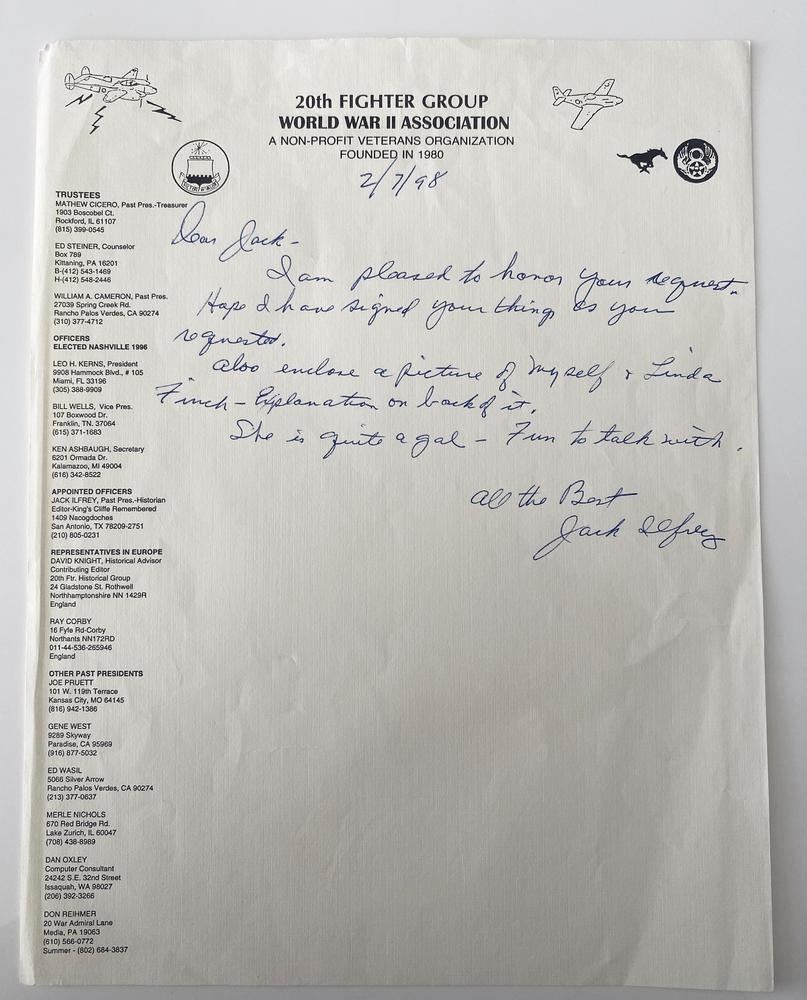 20th FIGHTER GROUP
WORLD WAR II ASSOCIATION
A NON-PROFIT VETERANS ORGANIZATION
FOUNDED IN 1980
2/7/98
Dear Jack -
I am pleased to honor your request.
Hope I have signed your things as you
requested.
Also enclose a picture of myself & Linda
Finch - Explanation on back of it.
She is quite a gal - Fun to talk with.
All the Best
Jack Ilfrey
TRUSTEES
MATHEW CICERO, Past Pres.-Treasurer
1903 Boscobel Ct.
Rockford, IL 61107
(815) 399-0545
ED STEINER, Counselor
Box 789
Kittaning, PA 16201
B-(412) 543-1469
H-(412) 548-2446
WILLIAM A. CAMERON, Past Pres.
27039 Spring Creek Rd.
Rancho Palos Verdes, CA 90274
(310) 377-4712
OFFICERS
ELECTED NASHVILLE 1996
LEO H. KERNS, President
9908 Hammock Blvd., # 105
Miami, FL 33196
(305) 388-9909
BILL WELLS, Vice Pres.
107 Boxwood Dr.
Franklin, TN. 37064
(615) 371-1683
KEN ASHBAUGH, Secretary
6201 Ormada Dr.
Kalamazoo, MI 49004
(616) 342-8522
APPOINTED OFFICERS
JACK ILFREY, Past Pres.-Historian
Editor-King's Cliffe Remembered
1409 Nacogdoches
San Antonio, TX 78209-2751
(210) 805-0231
REPRESENTATIVES IN EUROPE
DAVID KNIGHT, Historical Advisor
Contributing Editor
20th Ftr. Historical Group
24 Gladstone St. Rothwell
Northhamptonshire NN 1429R
England
RAY CORBY
16 Fyfe Rd-Corby
Northants NN172RD
011-44-536-265946
England
OTHER PAST PRESIDENTS
JOE PRUETT
101 W. 119th Terrace
Kansas City, MO 64145
(816) 942-1386
GENE WEST
9289 Skyway
Paradise, CA 95969
(916) 877-5032
ED WASIL
5066 Silver Arrow
Rancho Palos Verdes, CA 90274
(213) 377-0637
MERLE NICHOLS
670 Red Bridge Rd.
Lake Zurich, IL 60047
(708) 438-8989
DAN OXLEY
Computer Consultant
24242 S.E. 32nd Street
Issaquah, WA 98027
(206) 392-3266
DON REIHMER
20 War Admiral Lane
Media, PA 19063
(610) 566-0772
Summer - (802) 684-3837